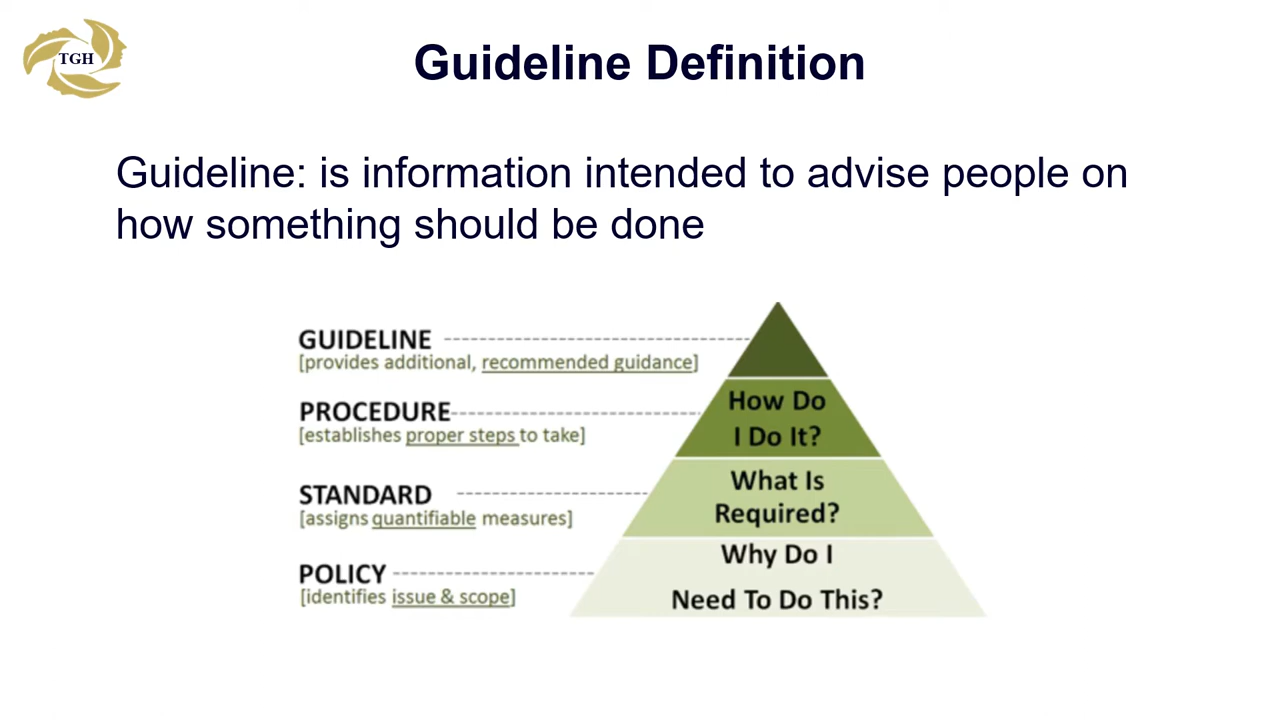 TGH
Guideline Definition
Guideline: is information intended to advise people on
how something should be done
GUIDELINE
[provides additional, recommended guidance]
PROCEDURE
[establishes proper steps to take]
STANDARD
[assigns quantifiable measures]
POLICY
[identifies issue & scope]
How Do
I Do It?
What Is
Required?
Why Do I
Need To Do This?